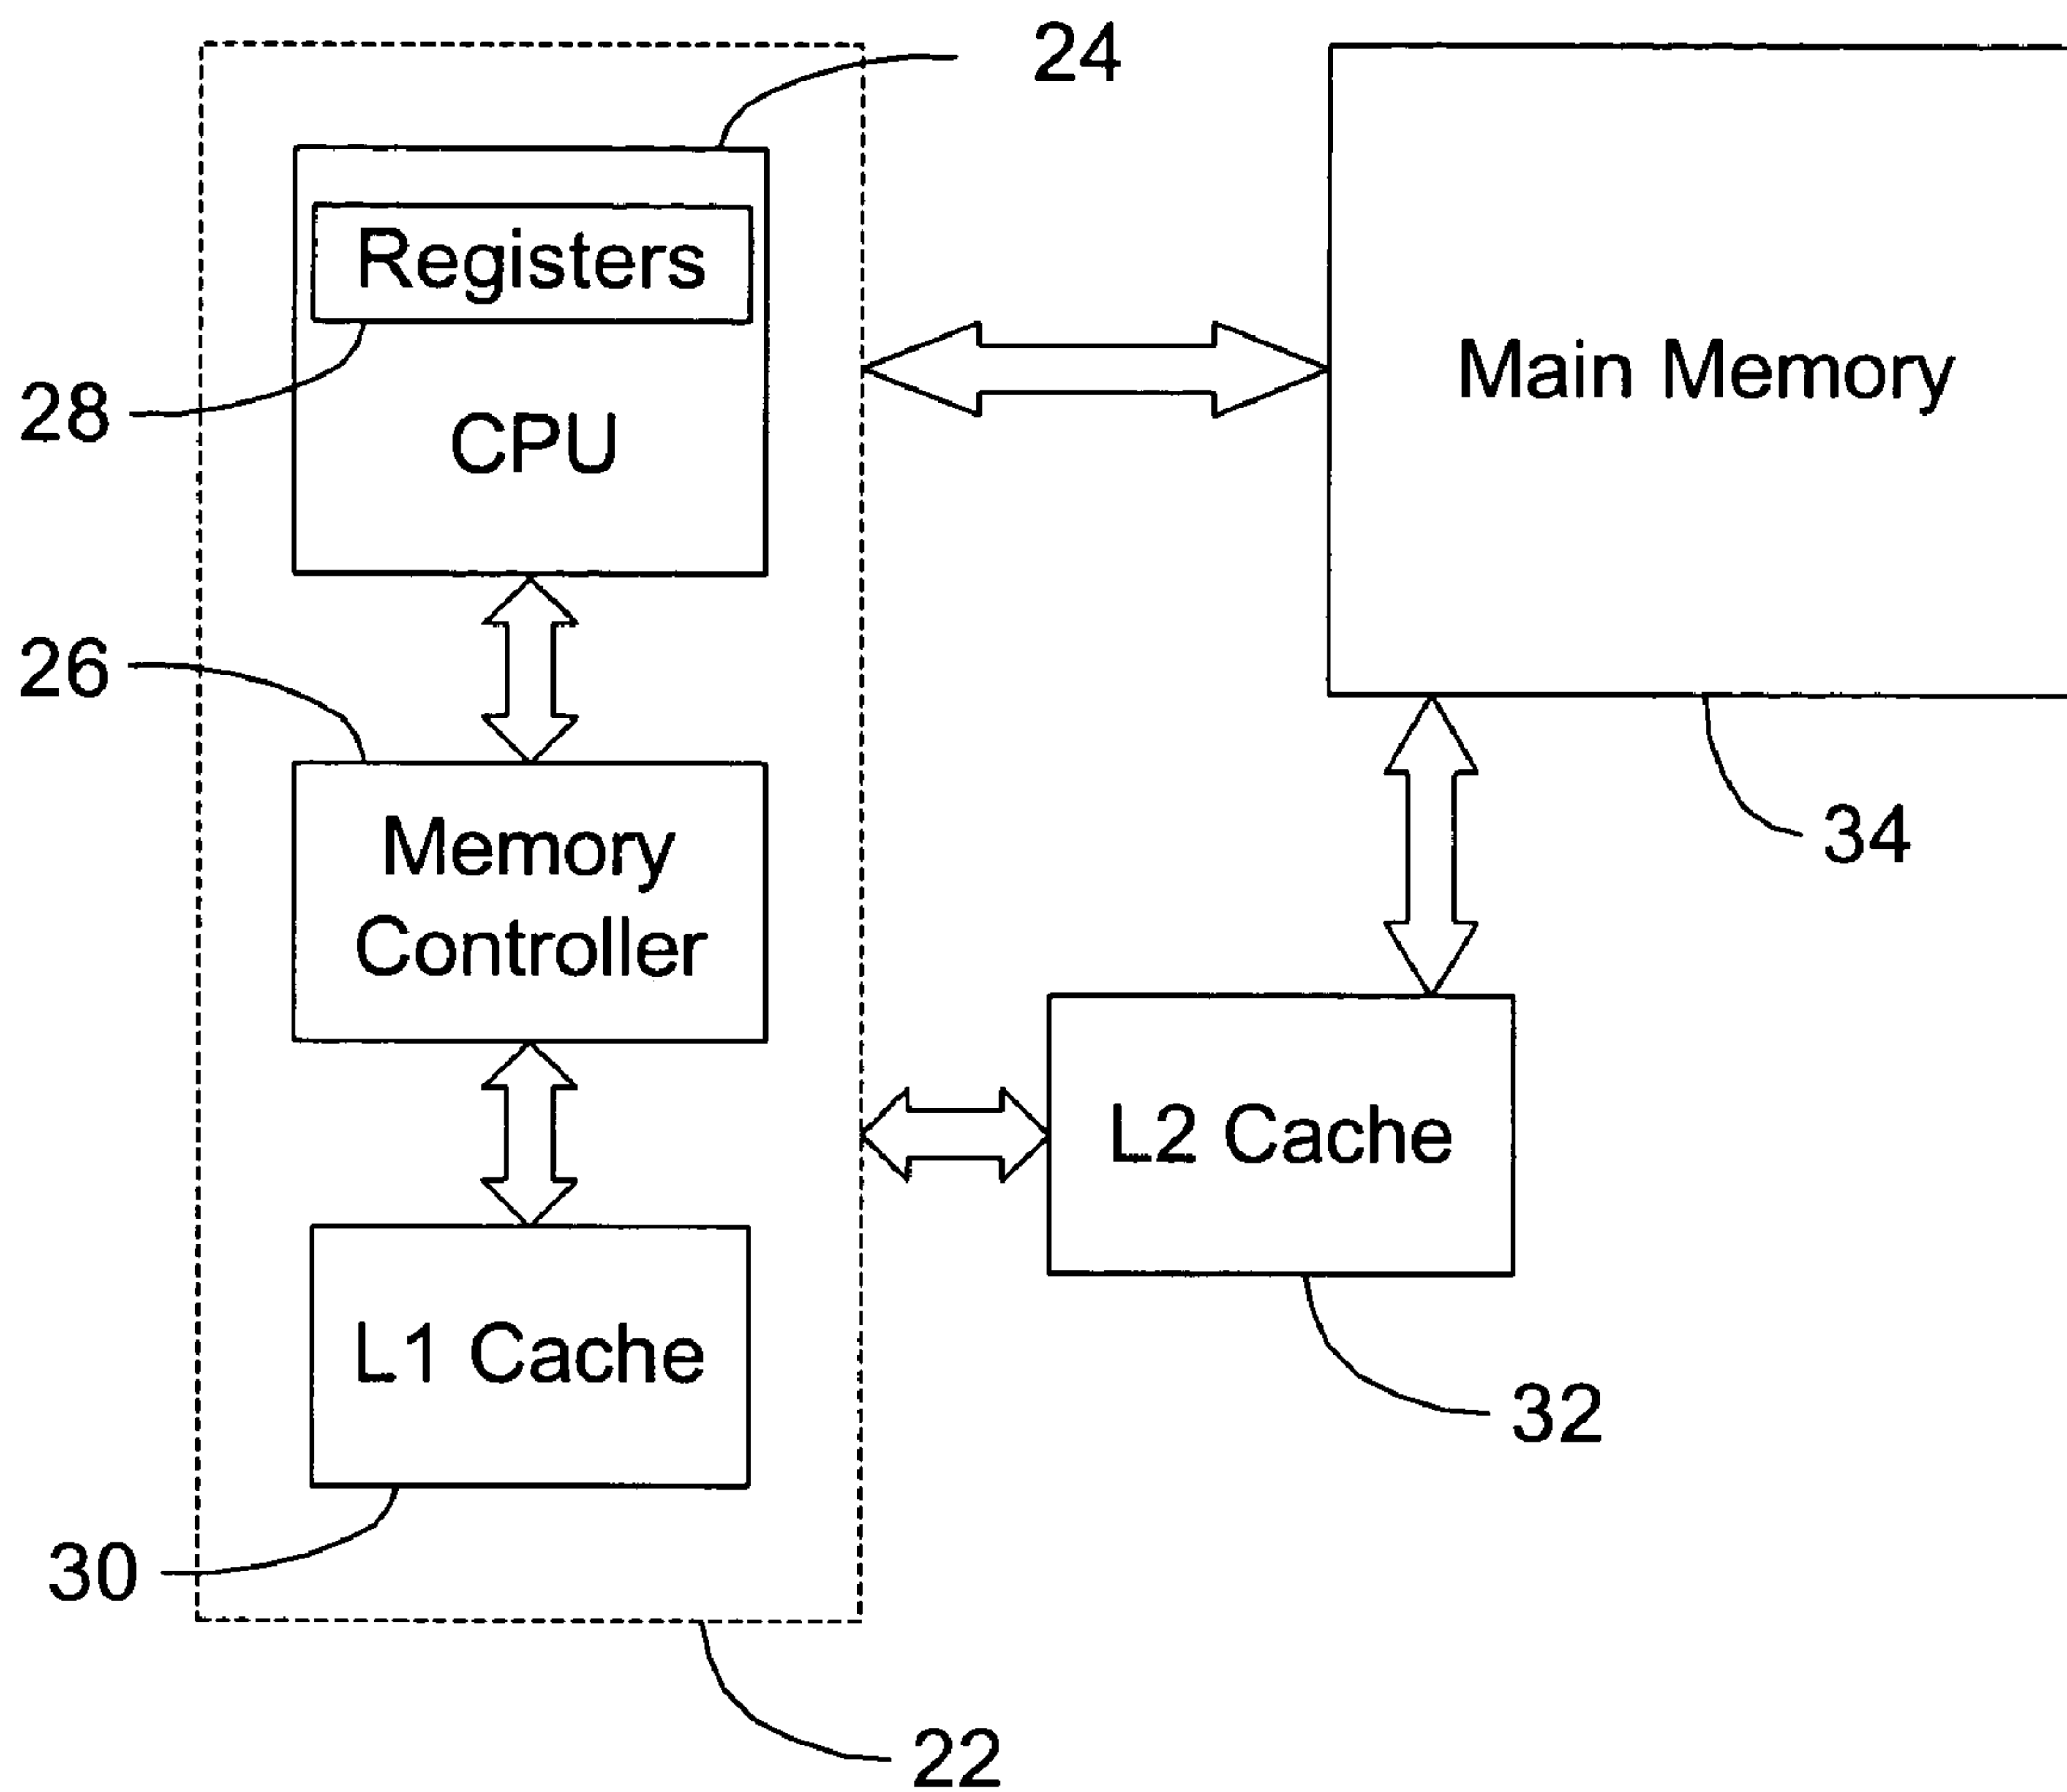 24
Registers
Main Memory
28
CPU
26
Memory
Controller
34
L2 Cache
L1 Cache
32
30
22